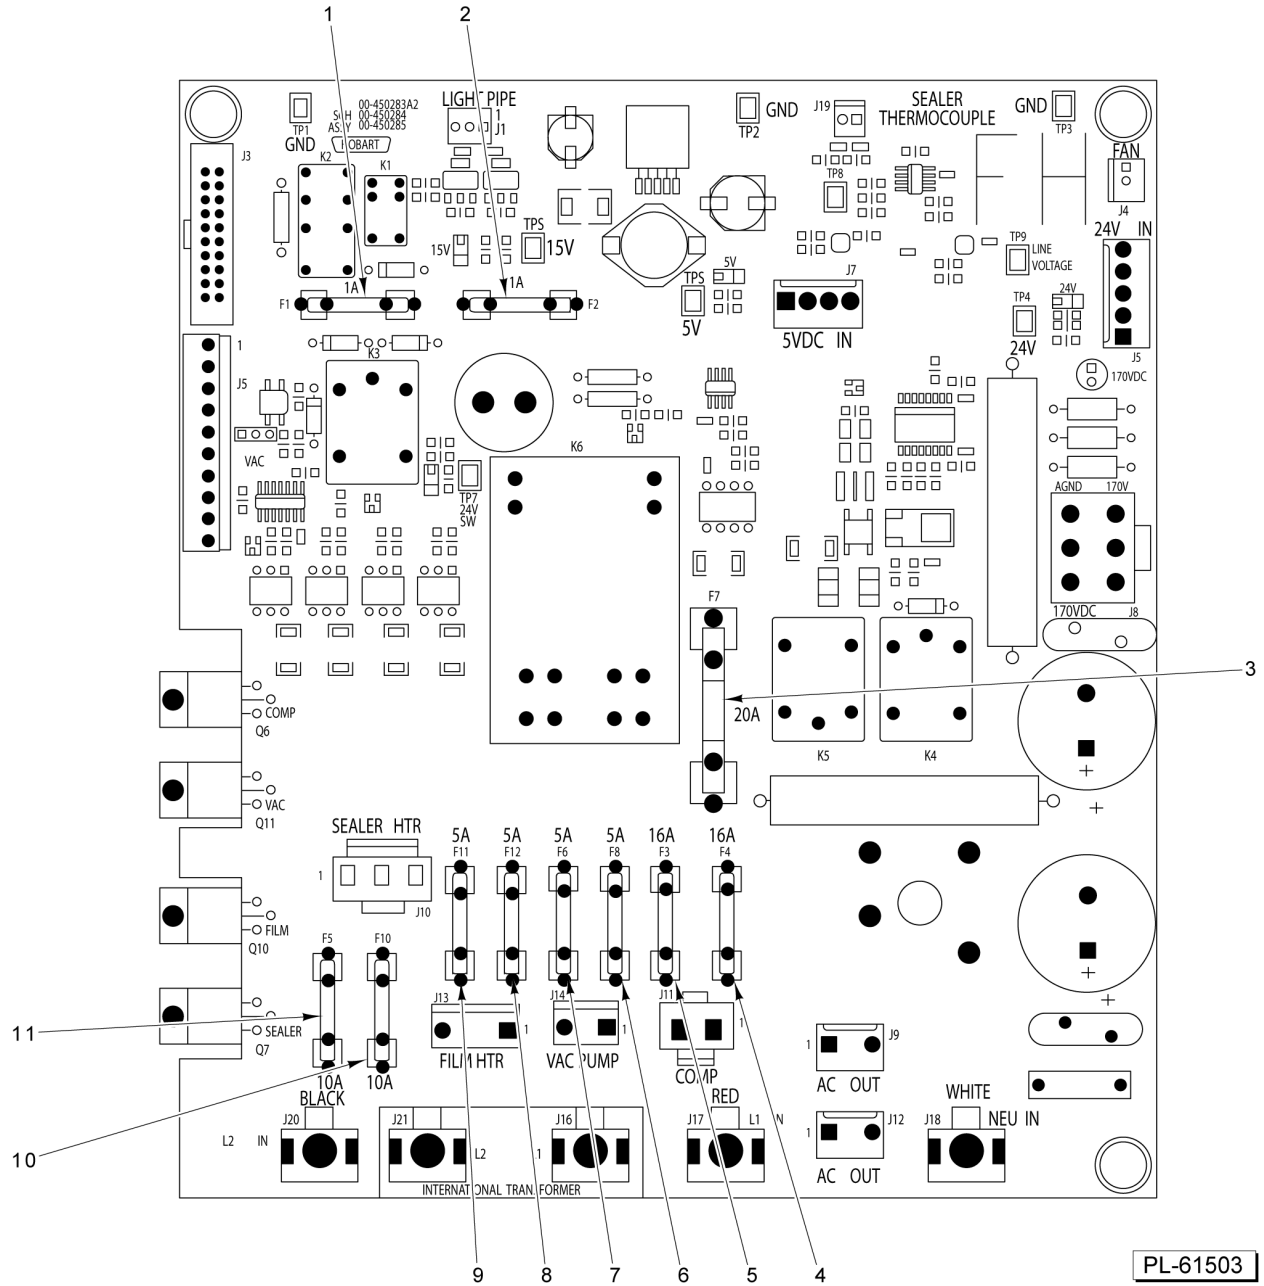 1
2
00-450283A2
SCH 00-450284
ASSY 00-450285
HOBART
LIGHT PIPE
1
J1
TP1
GND
GND
TP2
J19
SEALER
THERMOCOUPLE
GND
TP3
FAN
J4
J3
K2
K1
TP8
24V IN
TPS
15V
15V
TP9
LINE
VOLTAGE
1A
1A
F1
F2
TPS
5V
5V
J7
5VDC IN
24V
TP4
24V
J5
170VDC
1
J5
K3
VAC
K6
TP7
24V
SW
AGND 170V
170VDC
J8
F7
20A
3
K5
K4
COMP
Q6
VAC
Q11
SEALER HTR
1
J10
5A
5A
5A
5A
16A
16A
F11
F12
F6
F8
F3
F4
FILM
Q10
F5
F10
SEALER
Q7
11
10A
10A
J13
1
FILM HTR
J14
1
VAC PUMP
J11
1
COMP
1
J9
AC OUT
BLACK
RED
WHITE
J20
L2 IN
J21
L2
J16
L1
J17
L1 IN
1
J12
AC OUT
J18
NEU IN
INTERNATIONAL TRANSFORMER
10
9
8
7
6
5
4
PL-61503